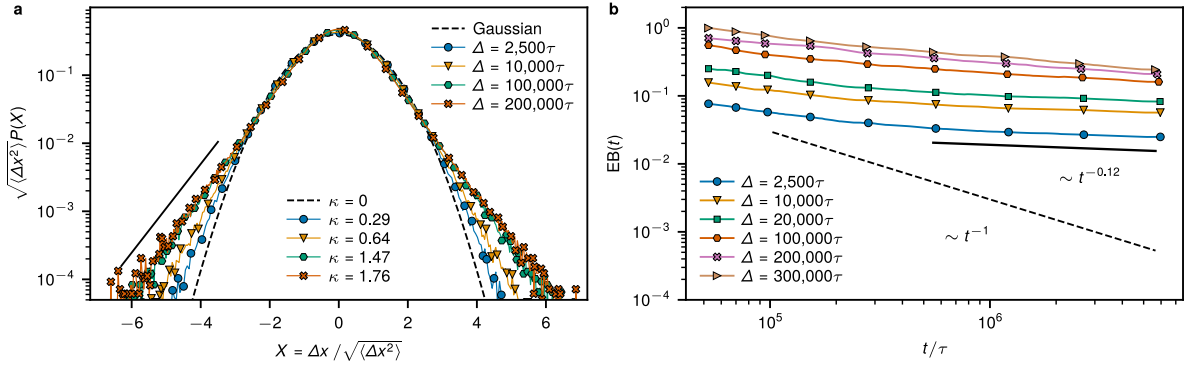 a
Gaussian
Δ = 2,500τ
Δ = 10,000τ
Δ = 100,000τ
Δ = 200,000τ
κ = 0
κ = 0.29
κ = 0.64
κ = 1.47
κ = 1.76
10⁻¹
10⁻²
10⁻³
10⁻⁴
√⟨Δx²⟩P(X)
−6 −4 −2 0 2 4 6
X = Δx / √⟨Δx²⟩
b
10⁰
10⁻¹
10⁻²
10⁻³
10⁻⁴
EB(t)
∼ t⁻⁰·¹²
∼ t⁻¹
Δ = 2,500τ
Δ = 10,000τ
Δ = 20,000τ
Δ = 100,000τ
Δ = 200,000τ
Δ = 300,000τ
10⁵ 10⁶
t/τ